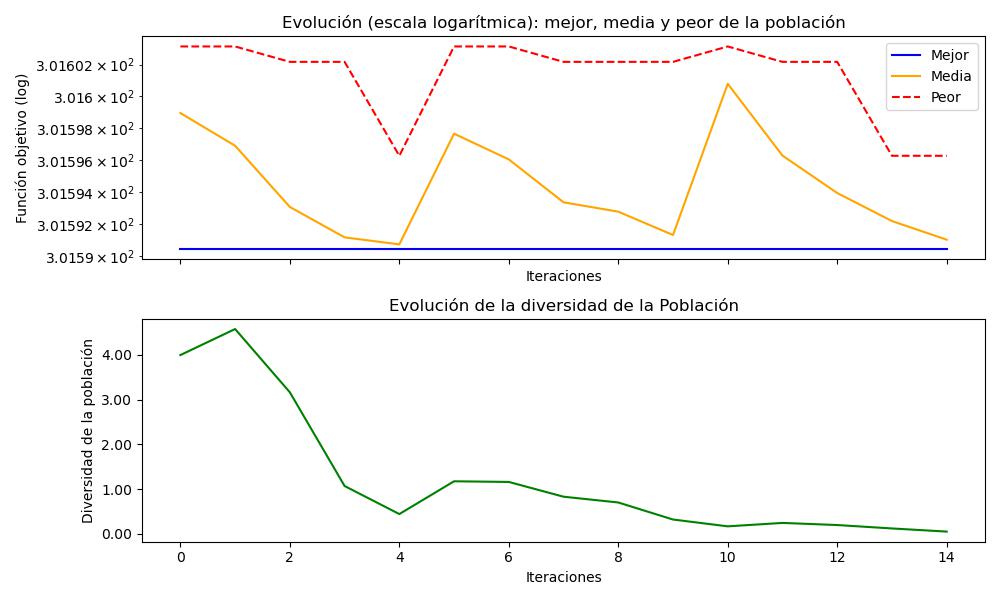 Evolución (escala logarítmica): mejor, media y peor de la población
Función objetivo (log)
3.01602 × 10²
3.016 × 10²
3.01598 × 10²
3.01596 × 10²
3.01594 × 10²
3.01592 × 10²
3.0159 × 10²
Mejor
Media
Peor
Iteraciones
Evolución de la diversidad de la Población
Diversidad de la población
4.00
3.00
2.00
1.00
0.00
0 2 4 6 8 10 12 14
Iteraciones